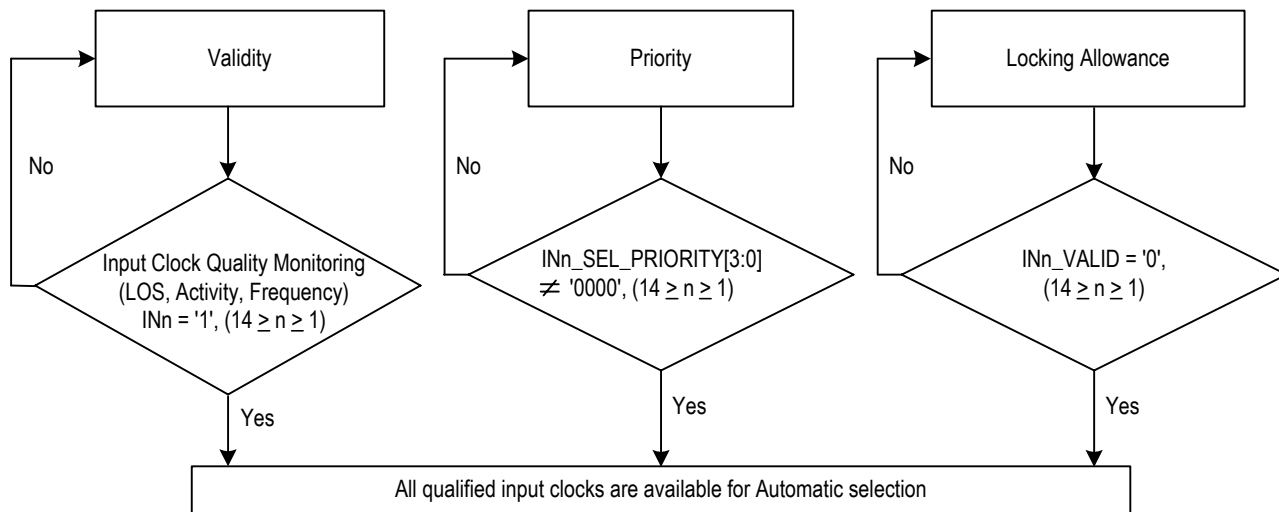 Validity
No
Input Clock Quality Monitoring
(LOS, Activity, Frequency)
INn = '1', (14 ≥ n ≥ 1)
Yes
Priority
No
INn_SEL_PRIORITY[3:0]
≠ '0000', (14 ≥ n ≥ 1)
Yes
Locking Allowance
No
INn_VALID = '0',
(14 ≥ n ≥ 1)
Yes
All qualified input clocks are available for Automatic selection